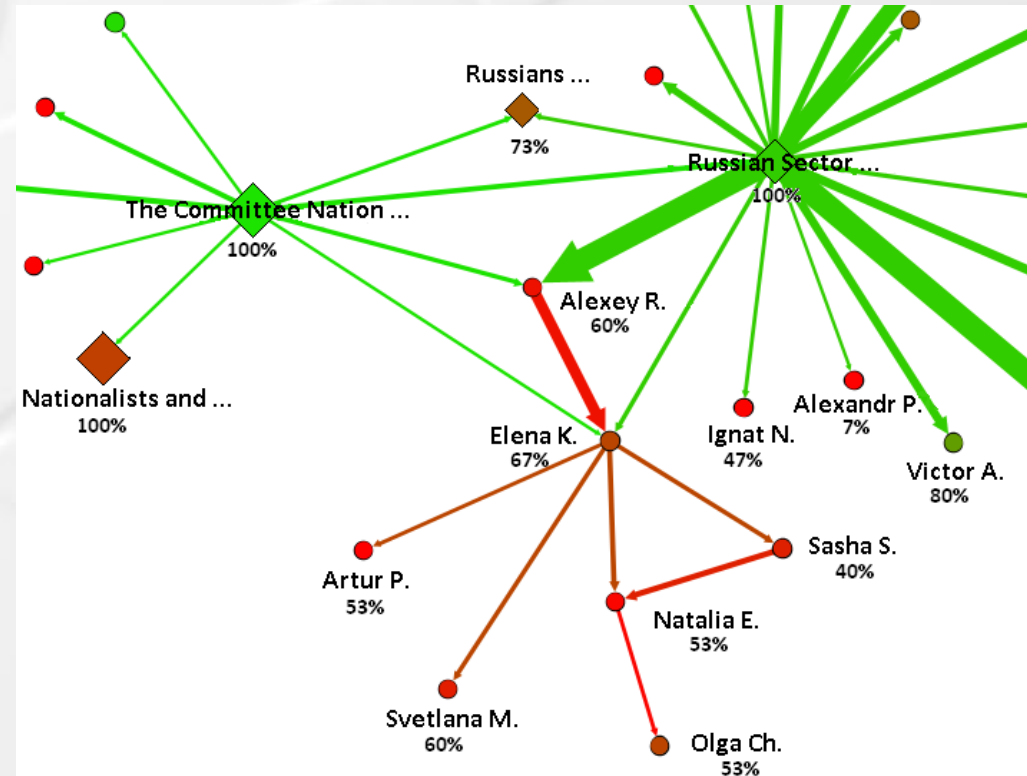 Russians ...
73%
Russian Sector ...
100%
The Committee Nation ...
100%
Alexey R.
60%
Nationalists and ...
100%
Alexandr P.
7%
Ignat N.
47%
Elena K.
67%
Victor A.
80%
Sasha S.
40%
Artur P.
53%
Natalia E.
53%
Svetlana M.
60%
Olga Ch.
53%